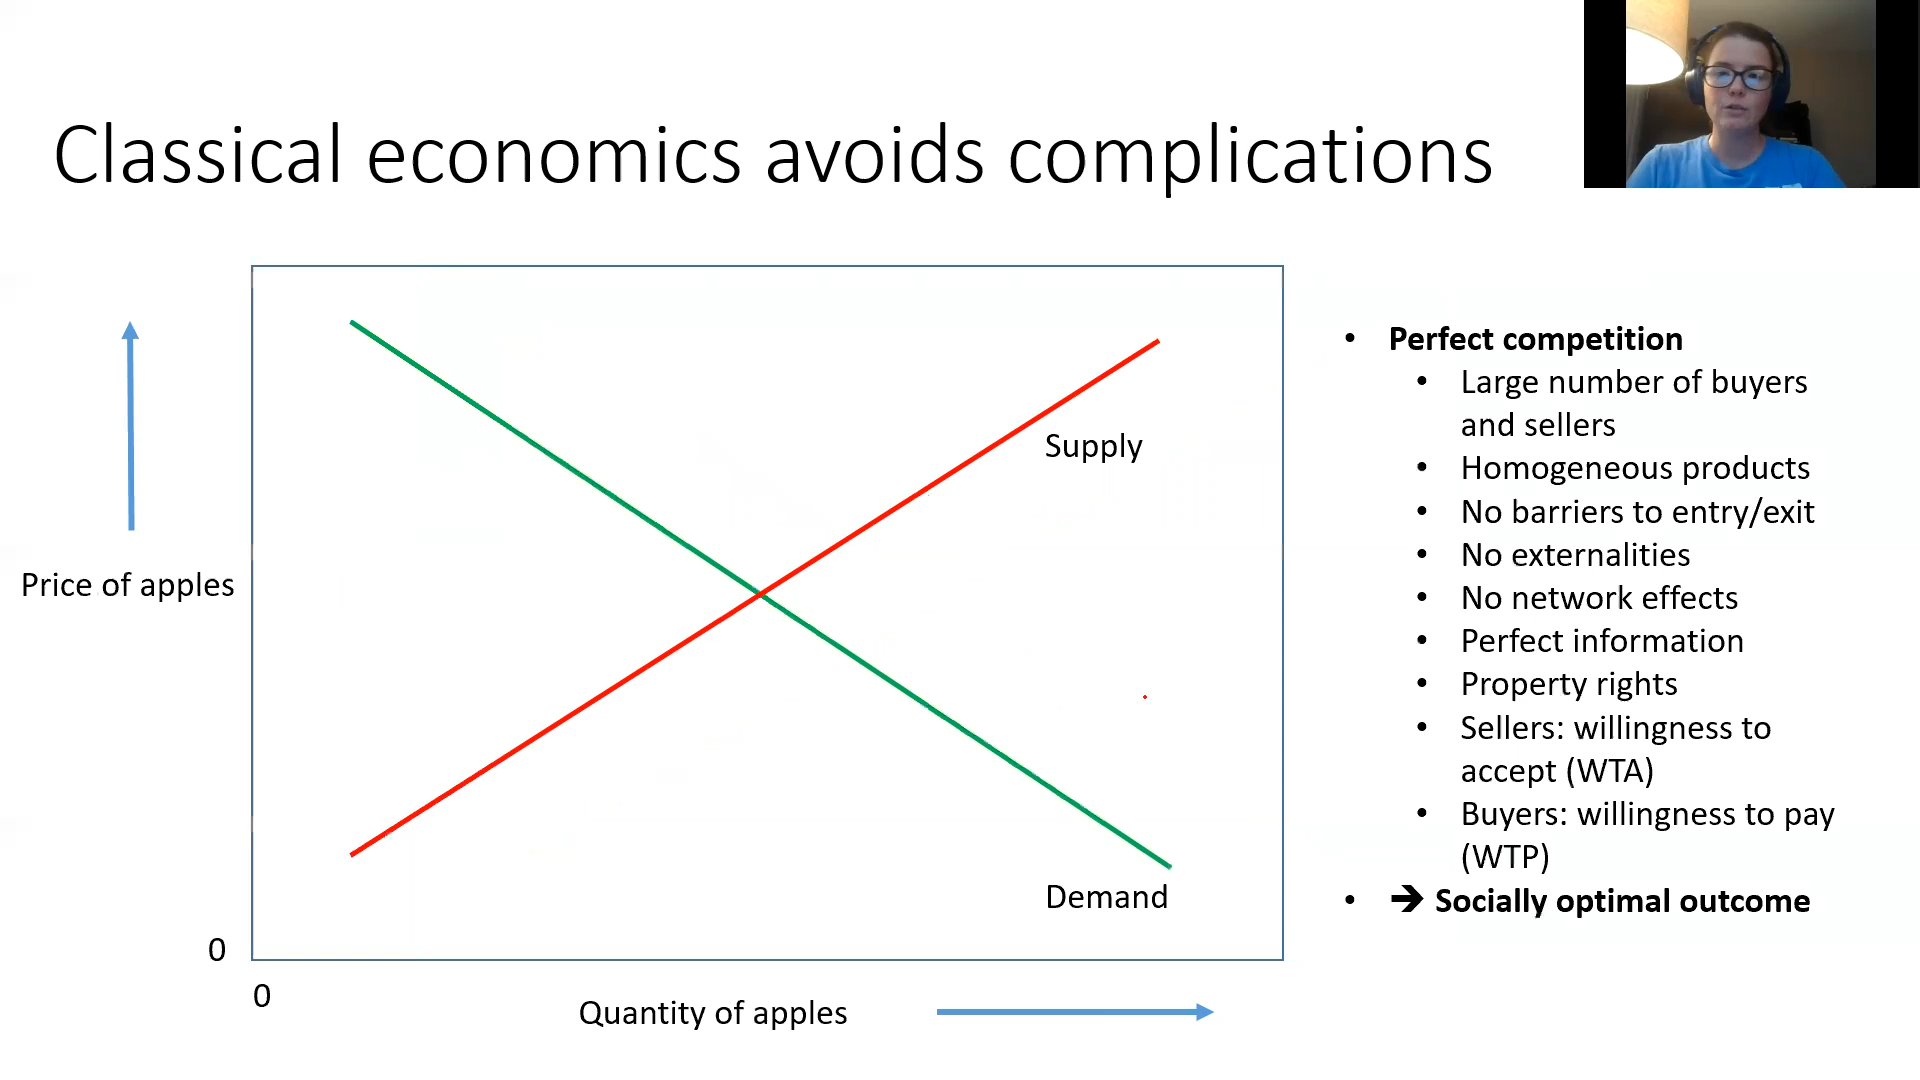 Classical economics avoids complications
Price of apples
Supply
Demand
0
0
Quantity of apples
• Perfect competition
• Large number of buyers
and sellers
• Homogeneous products
• No barriers to entry/exit
• No externalities
• No network effects
• Perfect information
• Property rights
• Sellers: willingness to
accept (WTA)
• Buyers: willingness to pay
(WTP)
• ➔ Socially optimal outcome